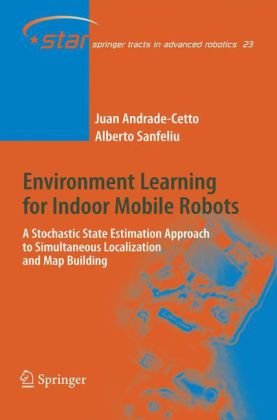 star
springer tracts in advanced robotics 23
Juan Andrade-Cetto
Alberto Sanfeliu
Environment Learning
for Indoor Mobile Robots
A Stochastic State Estimation Approach
to Simultaneous Localization
and Map Building
Springer